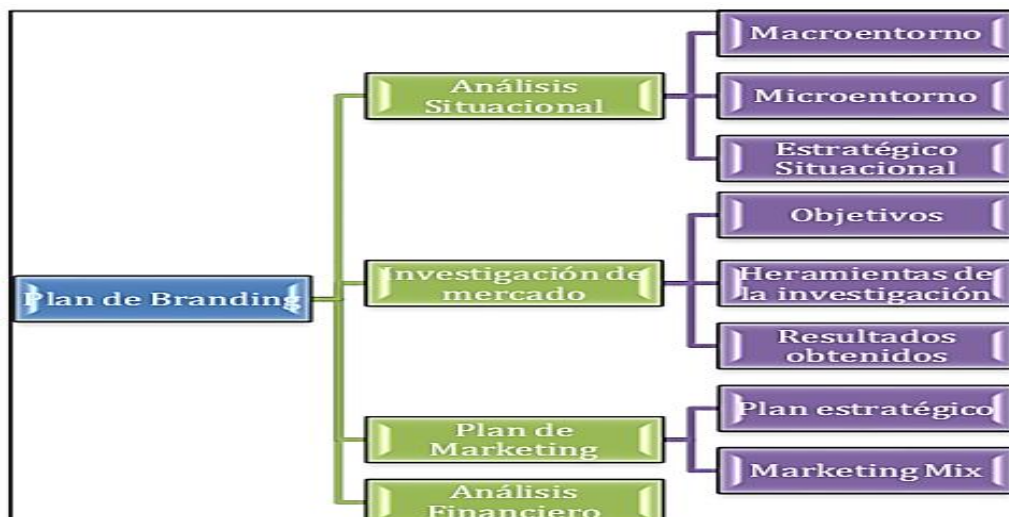 Plan de Branding
Análisis
Situacional
Macroentorno
Microentorno
Estratégico
Situacional
Investigación de
mercado
Objetivos
Heramientas de
la investigación
Resultados
obtenidos
Plan de
Marketing
Plan estratégico
Marketing Mix
Análisis
Financiero